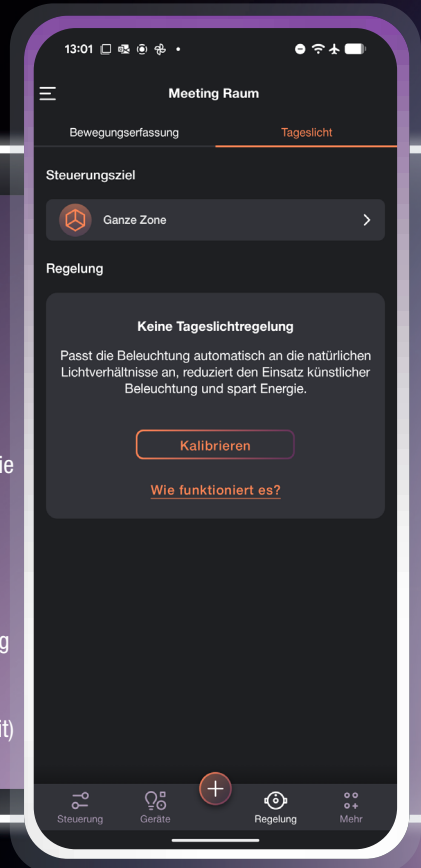 13:01
Meeting Raum
Bewegungserfassung
Tageslicht
Steuerungsziel
Ganze Zone
Regelung
Keine Tageslichtregelung
Passt die Beleuchtung automatisch an die natürlichen
Lichtverhältnisse an, reduziert den Einsatz künstlicher
Beleuchtung und spart Energie.
Kalibrieren
Wie funktioniert es?
Steuerung
Geräte
Regelung
Mehr